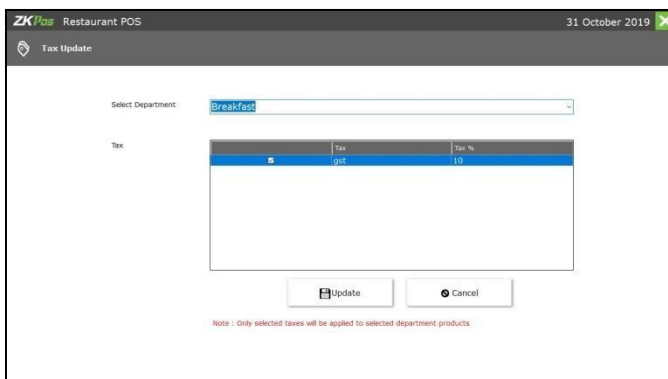 ZKPos Restaurant POS 31 October 2019 X
Tax Update
Select Department Breakfast
Tax
Tax Tax %
gst 10
Update Cancel
Note : Only selected taxes will be applied to selected department products